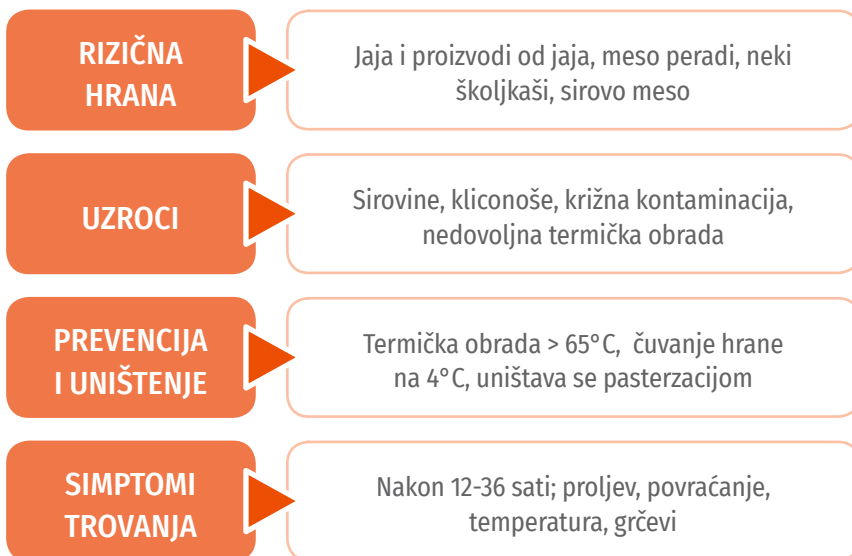 RIZIČNA
HRANA
Jaja i proizvodi od jaja, meso peradi, neki
školjkaši, sirovo meso
UZROCI
Sirovine, kliconoše, križna kontaminacija,
nedovoljna termička obrada
PREVENCIJA
I UNIŠTENJE
Termička obrada > 65°C, čuvanje hrane
na 4°C, uništava se pasterzacijom
SIMPTOMI
TROVANJA
Nakon 12-36 sati; proljev, povraćanje,
temperatura, grčevi